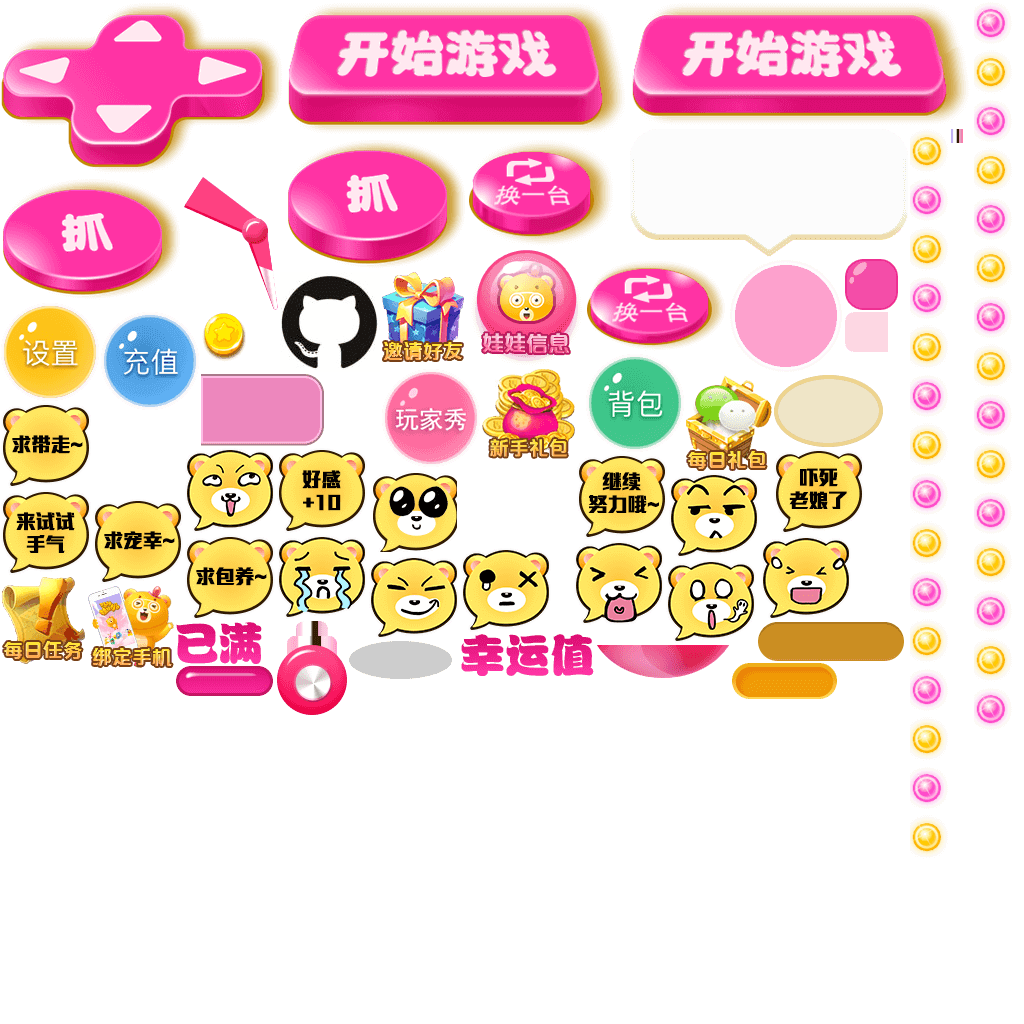 开始游戏
开始游戏
抓
换一台
抓
娃娃信息
换一台
设置
充值
邀请好友
玩家秀
背包
新手礼包
每日礼包
求带走~
好感
+10
继续
努力哦~
吓死
老娘了
来试试
手气
求宠幸~
求包养~
每日任务
绑定手机
已满
幸运值